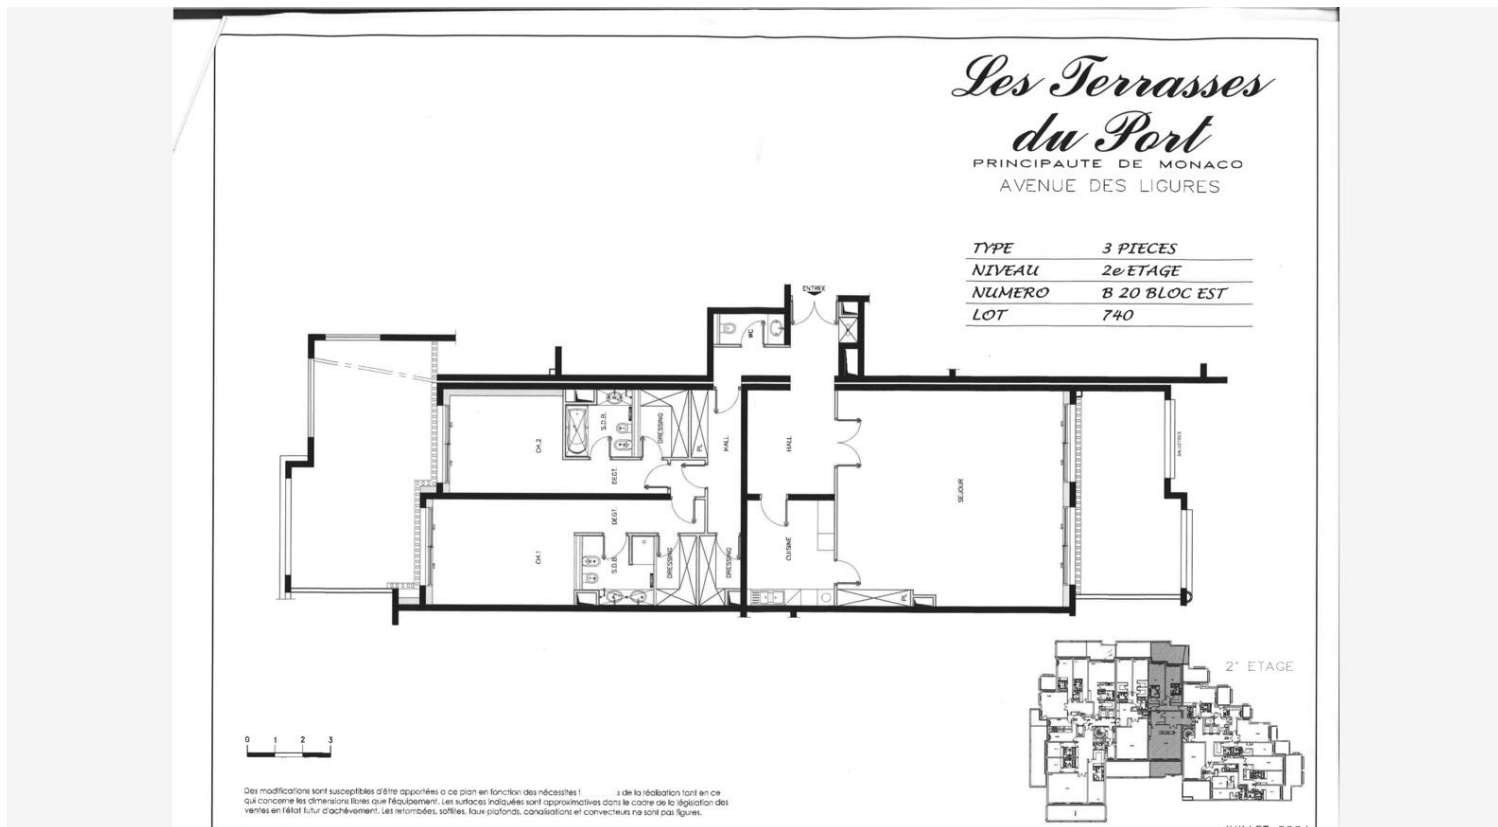 Les Terrasses
du Port
PRINCIPAUTE DE MONACO
AVENUE DES LIGURES
TYPE 3 PIECES
NIVEAU 2e ETAGE
NUMERO B 20 BLOC EST
LOT 740
ENTREE
WC
S.D.B.
DRESSING
PL
CH.2
HALL
HALL
DEGT.
BALUSTRES
SEJOUR
DEGT.
CH.1
S.D.B.
DRESSING
DRESSING
CUISINE
PL
2° ETAGE
0 1 2 3
Des modifications sont susceptibles d'être apportées a ce plan en fonction des nécessites t s de la réalisation tant en ce
qui concerne les dimensions libres que l'équipement. Les surfaces indiquées sont approximatives dans le cadre de la législation des
ventes en l'état futur d'achèvement. Les retombées, soffites, faux-plafonds, canalisations et convecteurs ne sont pas figures.